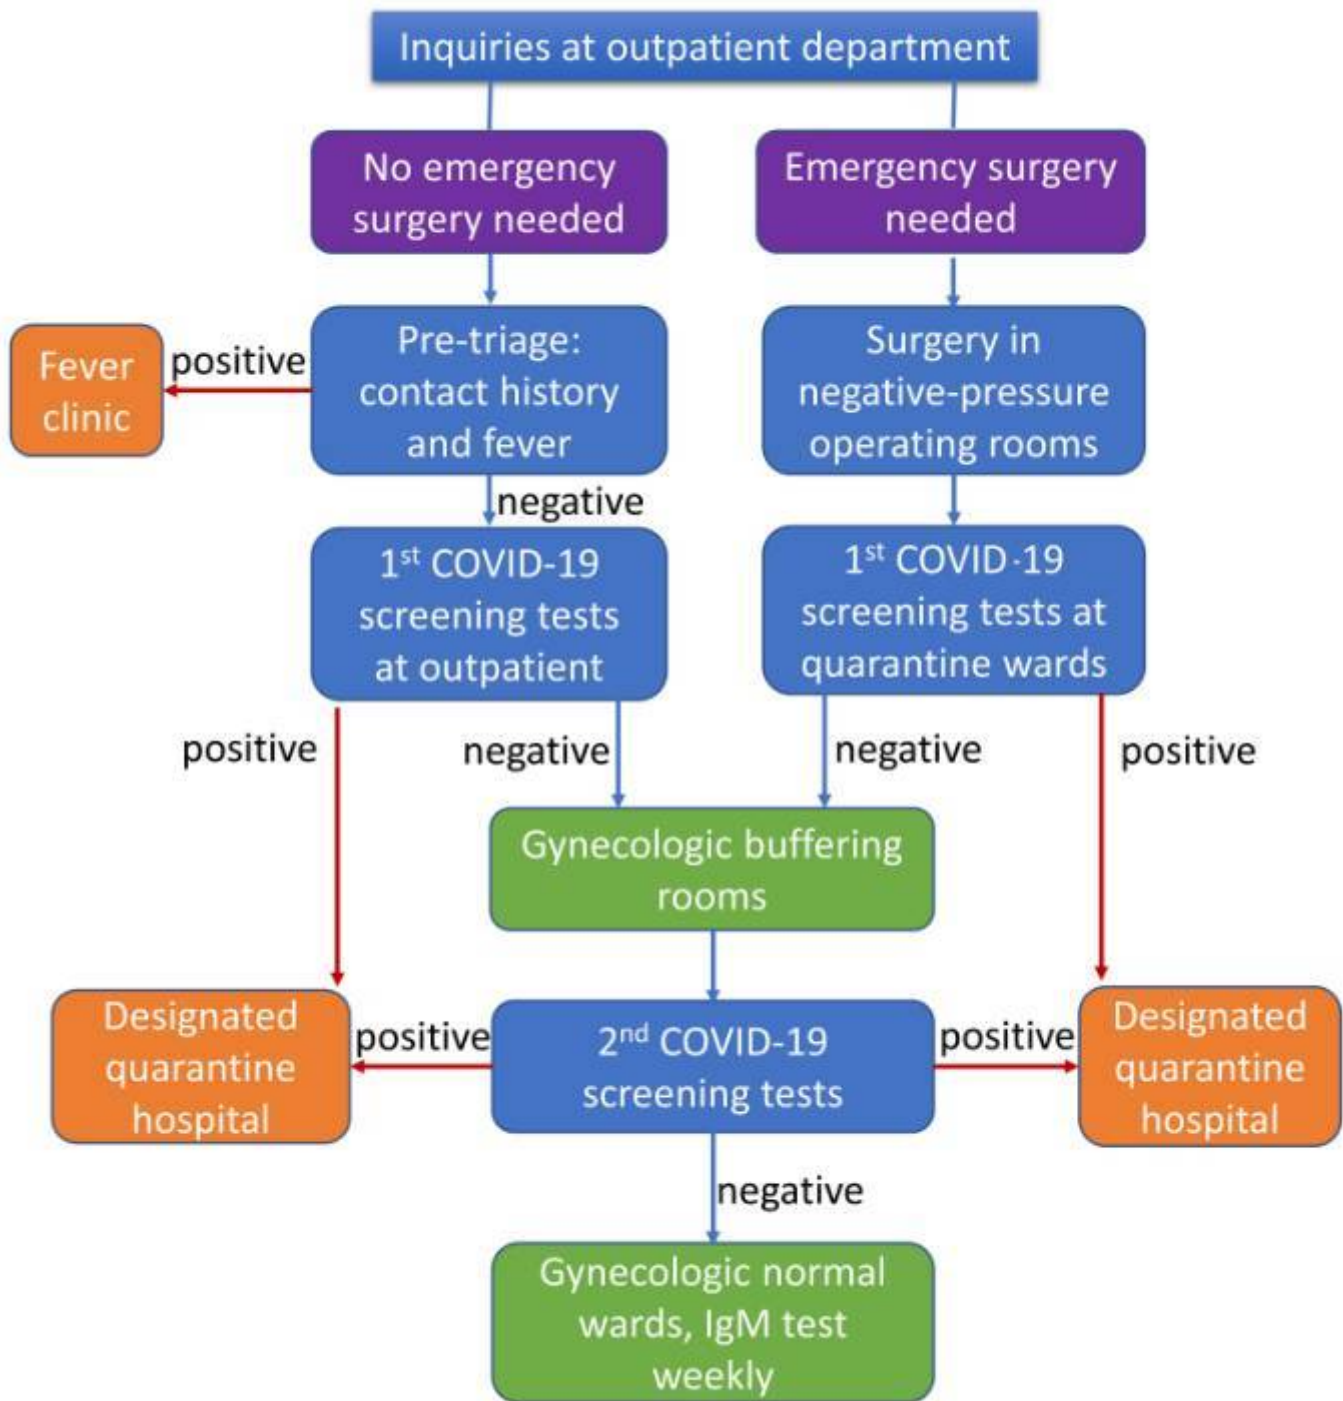 Inquiries at outpatient department
No emergency
surgery needed
Emergency surgery
needed
Fever
clinic
positive
Pre-triage:
contact history
and fever
Surgery in
negative-pressure
operating rooms
negative
1st COVID-19
screening tests
at outpatient
1st COVID·19
screening tests at
quarantine wards
positive
negative
negative
positive
Gynecologic buffering
rooms
Designated
quarantine
hospital
positive
2nd COVID-19
screening tests
positive
Designated
quarantine
hospital
negative
Gynecologic normal
wards, IgM test
weekly